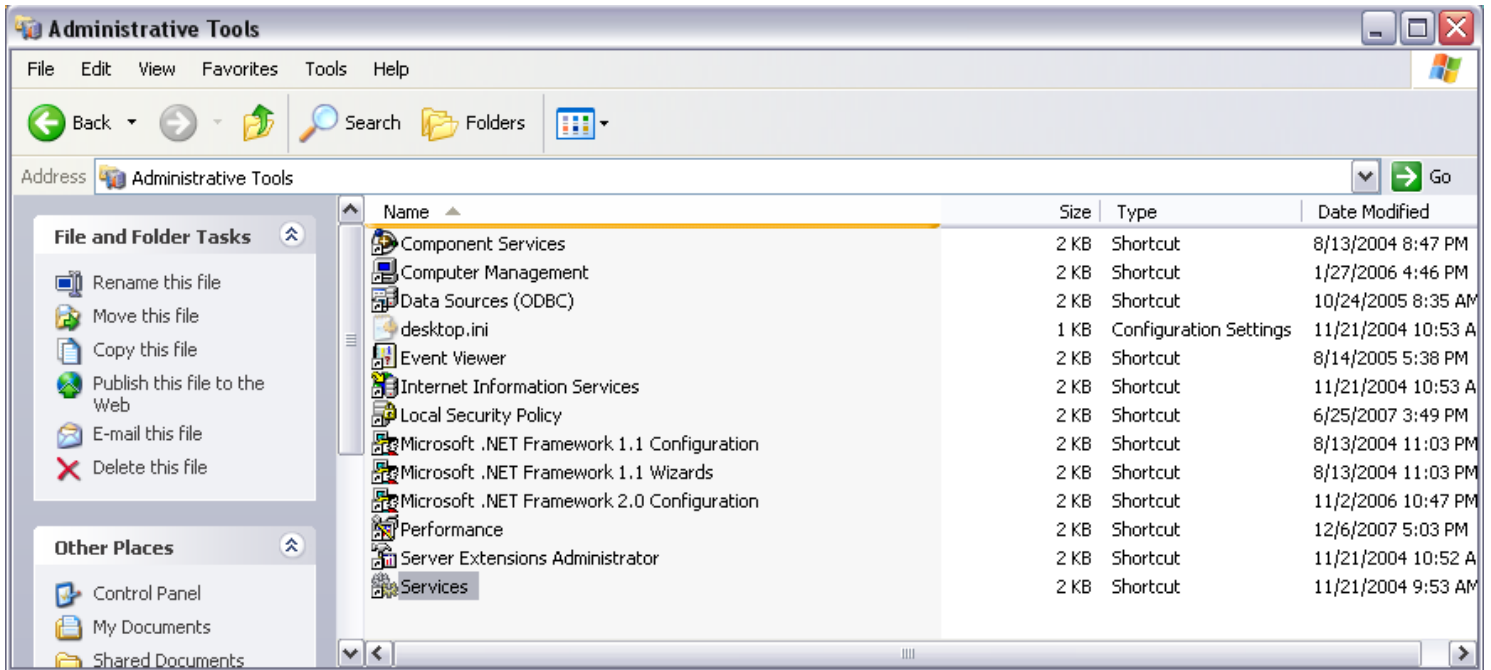 Administrative Tools
File Edit View Favorites Tools Help
Back Search Folders
Address Administrative Tools Go
File and Folder Tasks
Rename this file
Move this file
Copy this file
Publish this file to the
Web
E-mail this file
Delete this file
Other Places
Control Panel
My Documents
Shared Documents
Name Size Type Date Modified
Component Services 2 KB Shortcut 8/13/2004 8:47 PM
Computer Management 2 KB Shortcut 1/27/2006 4:46 PM
Data Sources (ODBC) 2 KB Shortcut 10/24/2005 8:35 AM
desktop.ini 1 KB Configuration Settings 11/21/2004 10:53 A
Event Viewer 2 KB Shortcut 8/14/2005 5:38 PM
Internet Information Services 2 KB Shortcut 11/21/2004 10:53 A
Local Security Policy 2 KB Shortcut 6/25/2007 3:49 PM
Microsoft .NET Framework 1.1 Configuration 2 KB Shortcut 8/13/2004 11:03 PM
Microsoft .NET Framework 1.1 Wizards 2 KB Shortcut 8/13/2004 11:03 PM
Microsoft .NET Framework 2.0 Configuration 2 KB Shortcut 11/2/2006 10:47 PM
Performance 2 KB Shortcut 12/6/2007 5:03 PM
Server Extensions Administrator 2 KB Shortcut 11/21/2004 10:52 A
Services 2 KB Shortcut 11/21/2004 9:53 AM